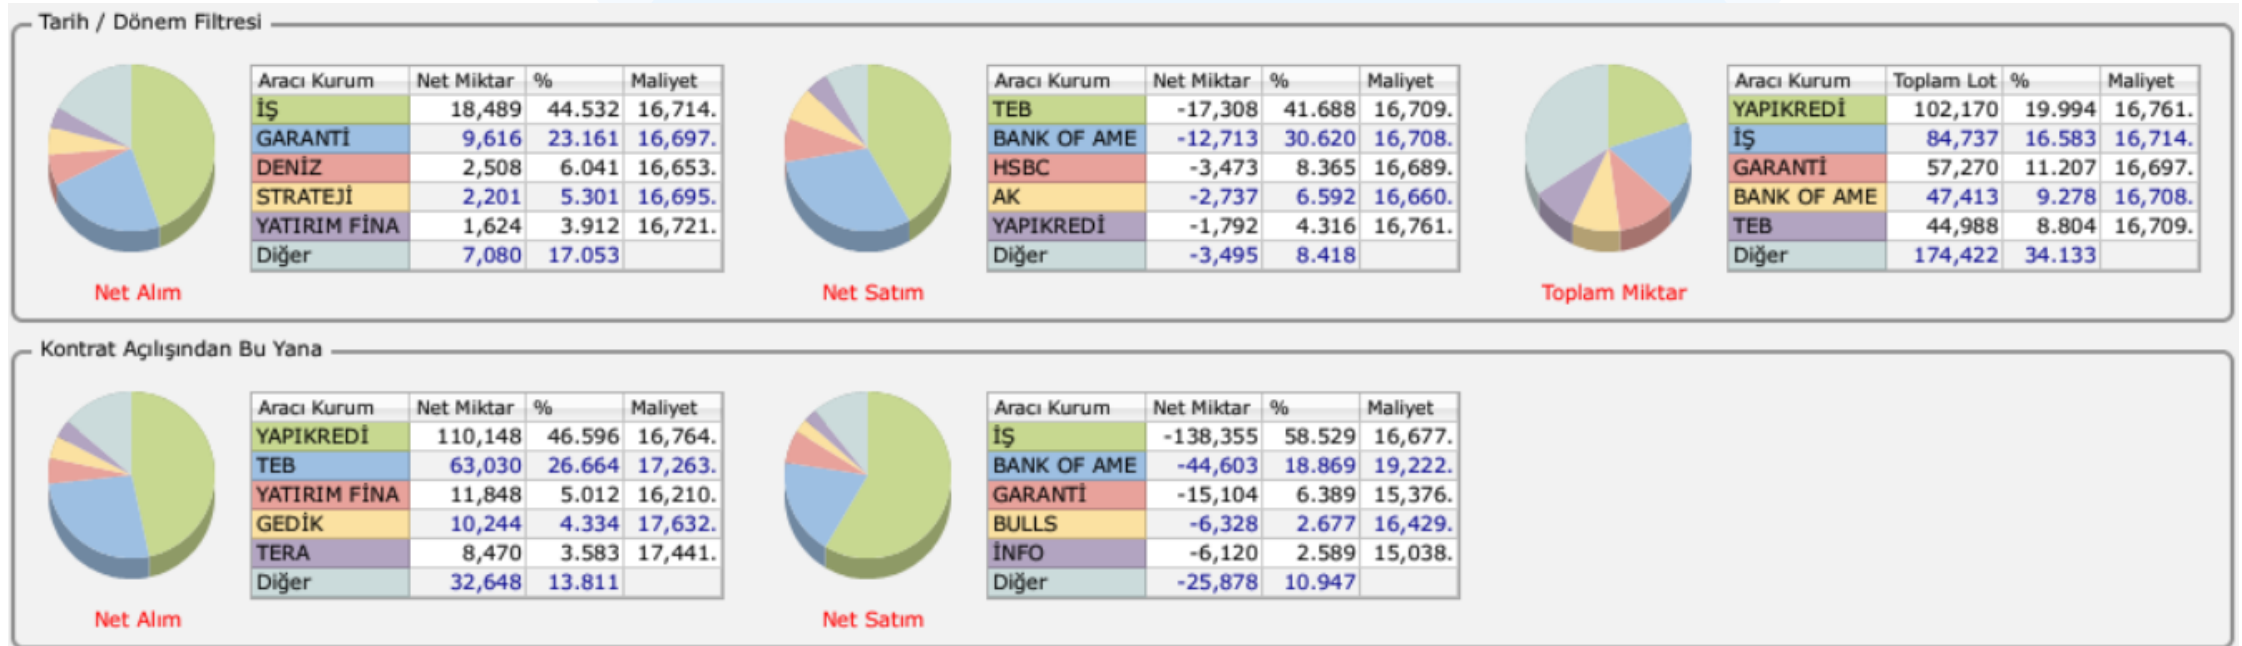 Tarih / Dönem Filtresi
Aracı Kurum Net Miktar % Maliyet
İŞ 18,489 44.532 16,714.
GARANTİ 9,616 23.161 16,697.
DENİZ 2,508 6.041 16,653.
STRATEJİ 2,201 5.301 16,695.
YATIRIM FİNA 1,624 3.912 16,721.
Diğer 7,080 17.053
Net Alım
Aracı Kurum Net Miktar % Maliyet
TEB -17,308 41.688 16,709.
BANK OF AME -12,713 30.620 16,708.
HSBC -3,473 8.365 16,689.
AK -2,737 6.592 16,660.
YAPIKREDİ -1,792 4.316 16,761.
Diğer -3,495 8.418
Net Satım
Aracı Kurum Toplam Lot % Maliyet
YAPIKREDİ 102,170 19.994 16,761.
İŞ 84,737 16.583 16,714.
GARANTİ 57,270 11.207 16,697.
BANK OF AME 47,413 9.278 16,708.
TEB 44,988 8.804 16,709.
Diğer 174,422 34.133
Toplam Miktar
Kontrat Açılışından Bu Yana
Aracı Kurum Net Miktar % Maliyet
YAPIKREDİ 110,148 46.596 16,764.
TEB 63,030 26.664 17,263.
YATIRIM FİNA 11,848 5.012 16,210.
GEDİK 10,244 4.334 17,632.
TERA 8,470 3.583 17,441.
Diğer 32,648 13.811
Net Alım
Aracı Kurum Net Miktar % Maliyet
İŞ -138,355 58.529 16,677.
BANK OF AME -44,603 18.869 19,222.
GARANTİ -15,104 6.389 15,376.
BULLS -6,328 2.677 16,429.
İNFO -6,120 2.589 15,038.
Diğer -25,878 10.947
Net Satım